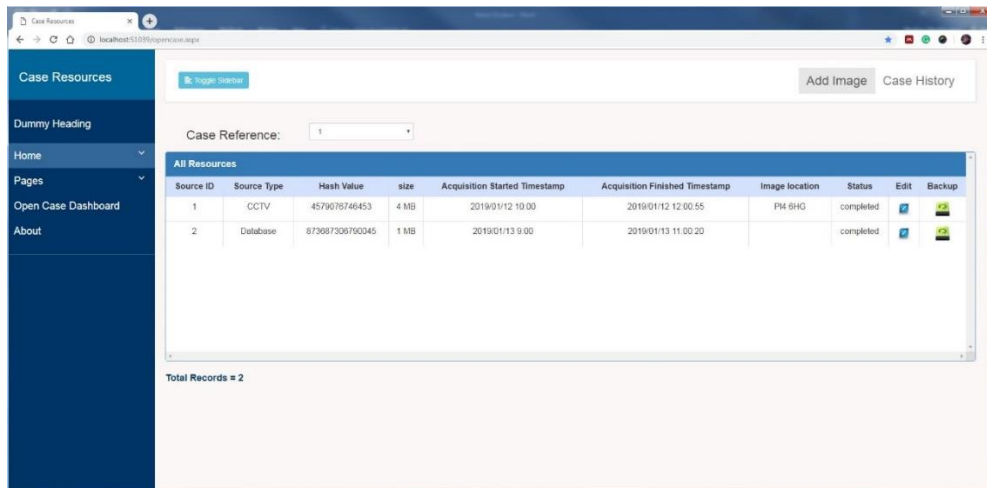 Case Resources
localhost:51039/opencase.aspx
Case Resources
Toggle Sidebar
Add Image Case History
Dummy Heading
Home
Pages
Open Case Dashboard
About
Case Reference: 1
All Resources
Source ID Source Type Hash Value size Acquisition Started Timestamp Acquisition Finished Timestamp Image location Status Edit Backup
1 CCTV 4579076746453 4 MB 2019/01/12 10:00 2019/01/12 12:00:55 Pl4 6HG completed
2 Database 873687306790045 1 MB 2019/01/13 9:00 2019/01/13 11:00:20 completed
Total Records = 2